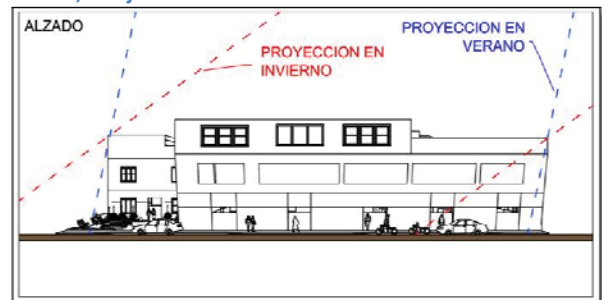 ALZADO
PROYECCION EN
INVIERNO
PROYECCION EN
VERANO